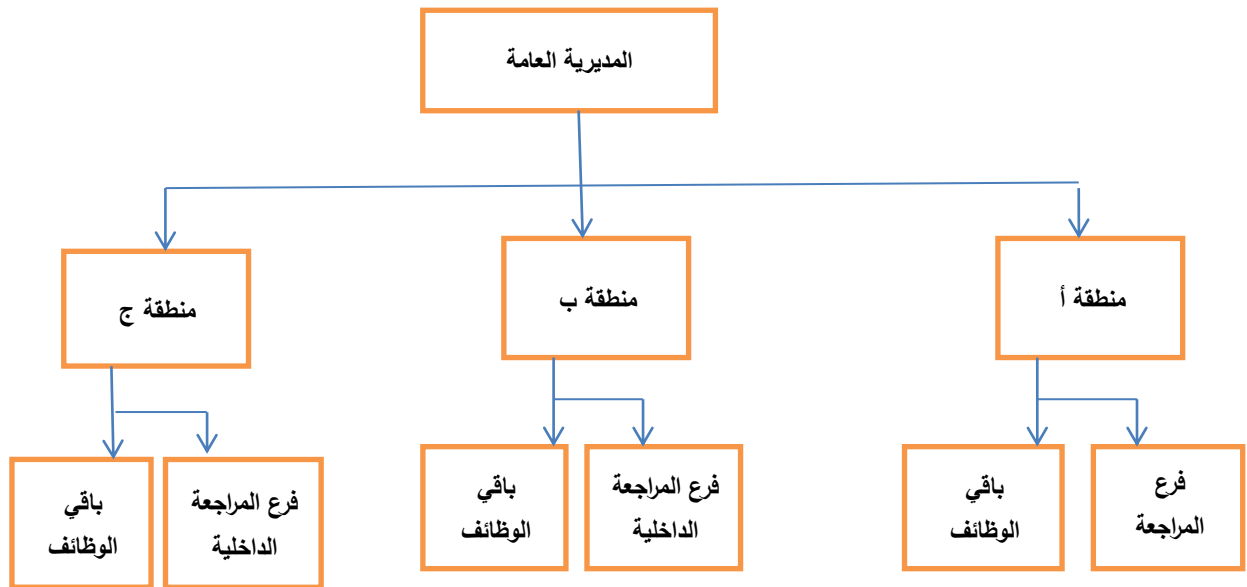 المديرية العامة
منطقة أ
منطقة ب
منطقة ج
فرع
المراجعة
باقي
الوظائف
فرع المراجعة
الداخلية
باقي
الوظائف
فرع المراجعة
الداخلية
باقي
الوظائف